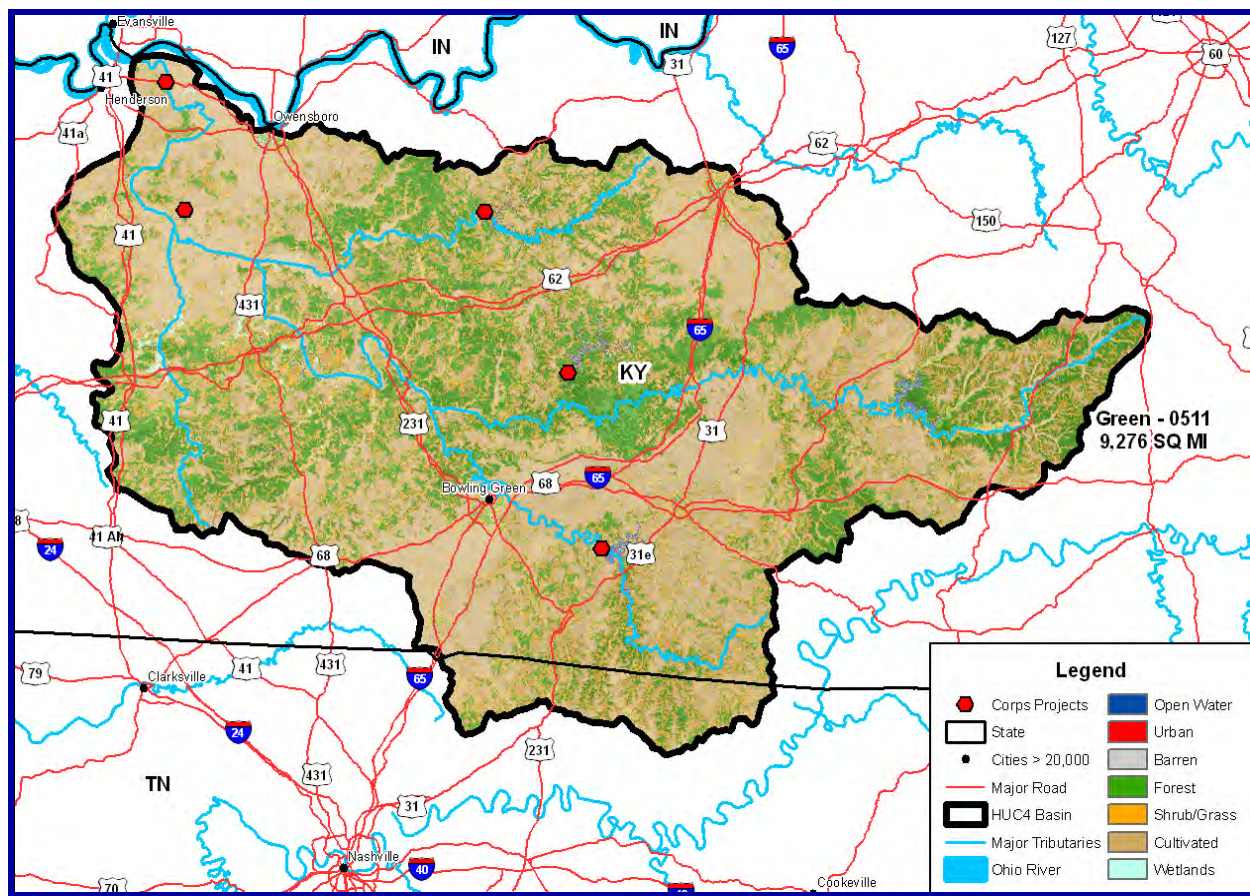 Evansville
IN
IN
65
127
60
31
41
Henderson
41a
Owensboro
62
150
41
62
431
65
KY
Green - 0511
9,276 SQ MI
41
231
31
68
65
Bowling Green
8
41 Al
24
68
31e
79
Clarksville
41
431
65
24
231
TN
431
31
Nashville
40
70
Cookeville
Legend
Corps Projects
State
Cities > 20,000
Major Road
HUC4 Basin
Major Tributaries
Ohio River
Open Water
Urban
Barren
Forest
Shrub/Grass
Cultivated
Wetlands